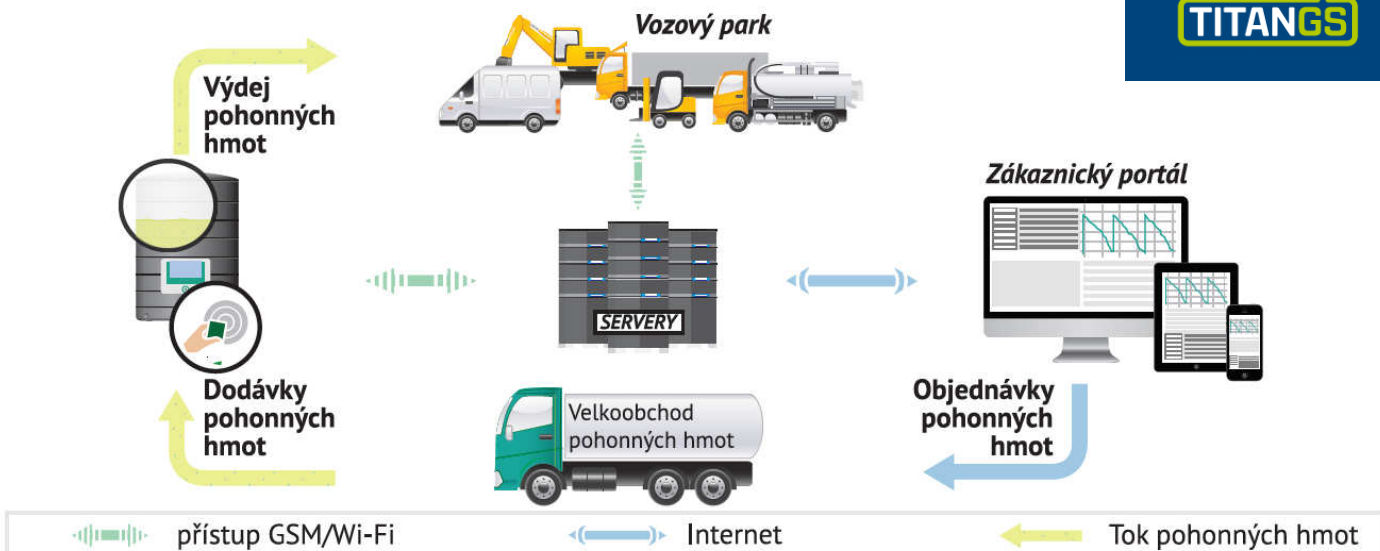 TITANGS
Vozový park
Výdej
pohonných
hmot
Zákaznický portál
SERVERY
Dodávky
pohonných
hmot
Velkoobchod
pohonných hmot
Objednávky
pohonných
hmot
přístup GSM/Wi-Fi
Internet
Tok pohonných hmot